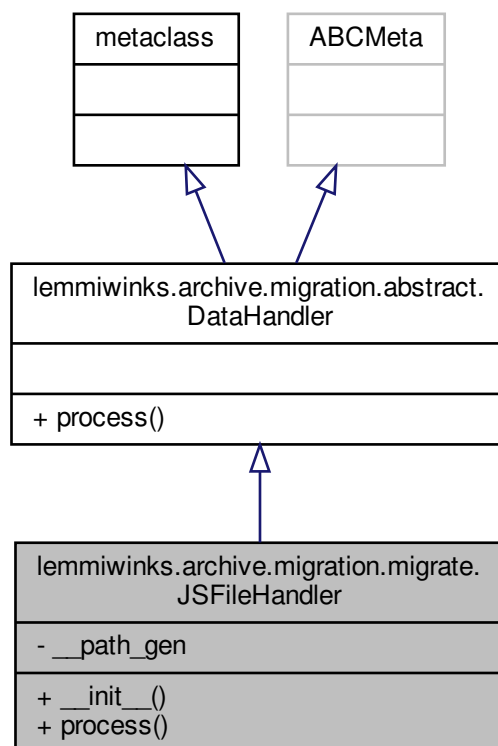 metaclass
ABCMeta
lemmiwinks.archive.migration.abstract.
DataHandler
+ process()
lemmiwinks.archive.migration.migrate.
JSFileHandler
- __path_gen
+ __init__()
+ process()